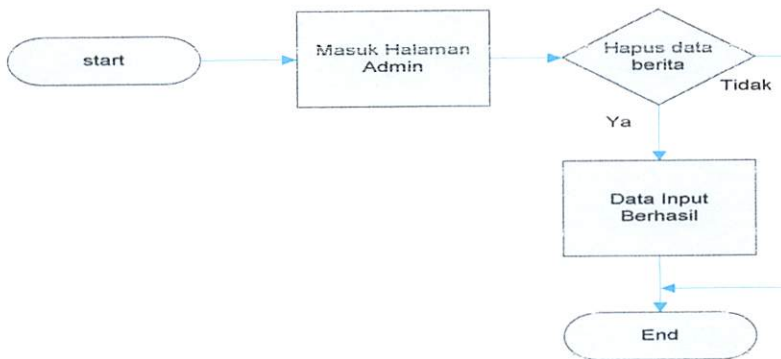 start
Masuk Halaman
Admin
Hapus data
berita
Tidak
Ya
Data Input
Berhasil
End